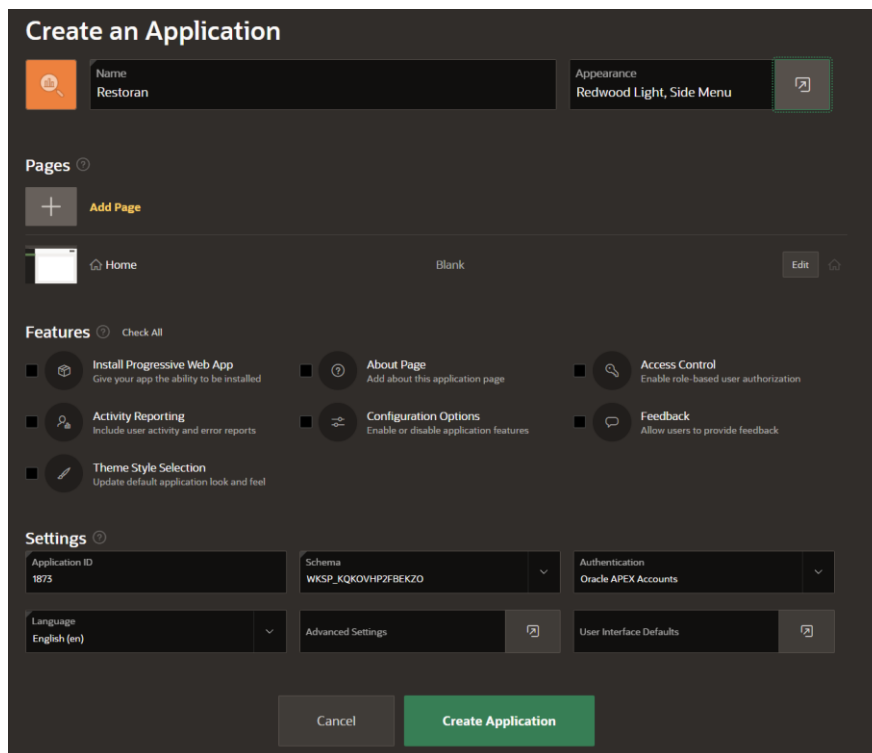 Create an Application
Name
Restoran
Appearance
Redwood Light, Side Menu
Pages
Add Page
Home
Blank
Edit
Features
Check All
Install Progressive Web App
Give your app the ability to be installed
About Page
Add about this application page
Access Control
Enable role-based user authorization
Activity Reporting
Include user activity and error reports
Configuration Options
Enable or disable application features
Feedback
Allow users to provide feedback
Theme Style Selection
Update default application look and feel
Settings
Application ID
1873
Schema
WKSP_KQKOVHP2FBEKZO
Authentication
Oracle APEX Accounts
Language
English (en)
Advanced Settings
User Interface Defaults
Cancel
Create Application